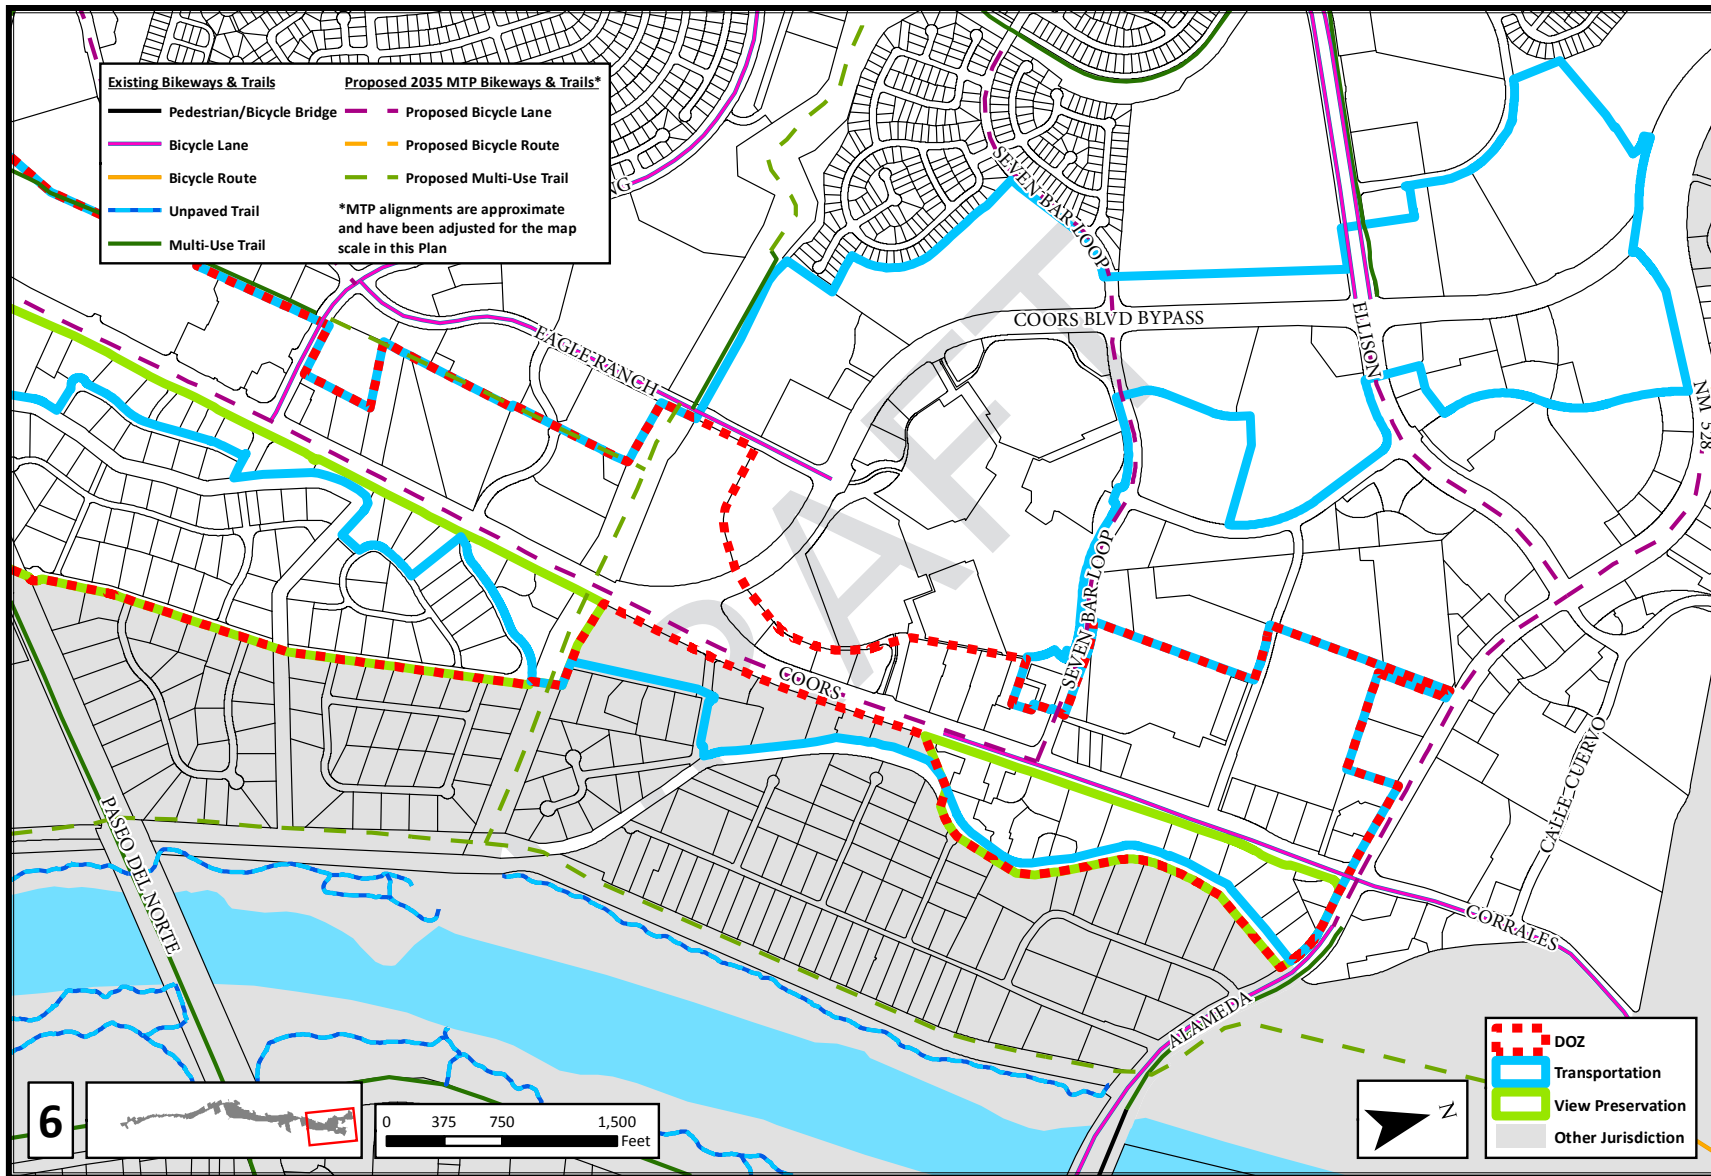 Existing Bikeways & Trails
Pedestrian/Bicycle Bridge
Bicycle Lane
Bicycle Route
Unpaved Trail
Multi-Use Trail
Proposed 2035 MTP Bikeways & Trails*
Proposed Bicycle Lane
Proposed Bicycle Route
Proposed Multi-Use Trail
*MTP alignments are approximate
and have been adjusted for the map
scale in this Plan
NG
SEVEN BAR LOOP
COORS BLVD BYPASS
ELLISON
EAGLE RANCH
NM 528
DRAFT
SEVEN BAR LOOP
COORS
CALLE CUERVO
PASEO DEL NORTE
CORRALES
ALAMEDA
6
0 375 750 1,500
Feet
N
DOZ
Transportation
View Preservation
Other Jurisdiction